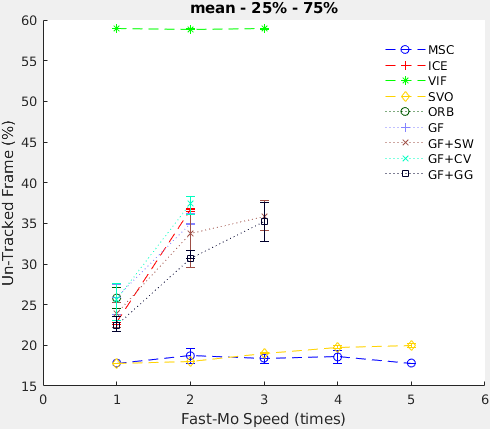 mean - 25% - 75%
60
55
50
45
40
35
30
25
20
15
Un-Tracked Frame (%)
MSC
ICE
VIF
SVO
ORB
GF
GF+SW
GF+CV
GF+GG
0 1 2 3 4 5 6
Fast-Mo Speed (times)